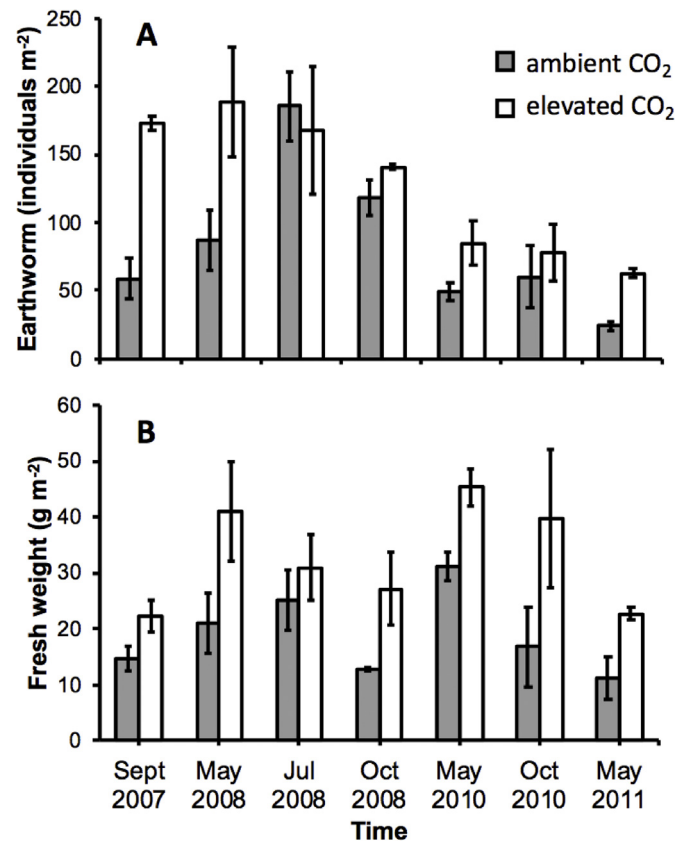 A
ambient CO₂
elevated CO₂
Earthworm (individuals m⁻²)
250
200
150
100
50
0
B
Fresh weight (g m⁻²)
60
50
40
30
20
10
0
Sept May Jul Oct May Oct May
2007 2008 2008 2008 2010 2010 2011
Time